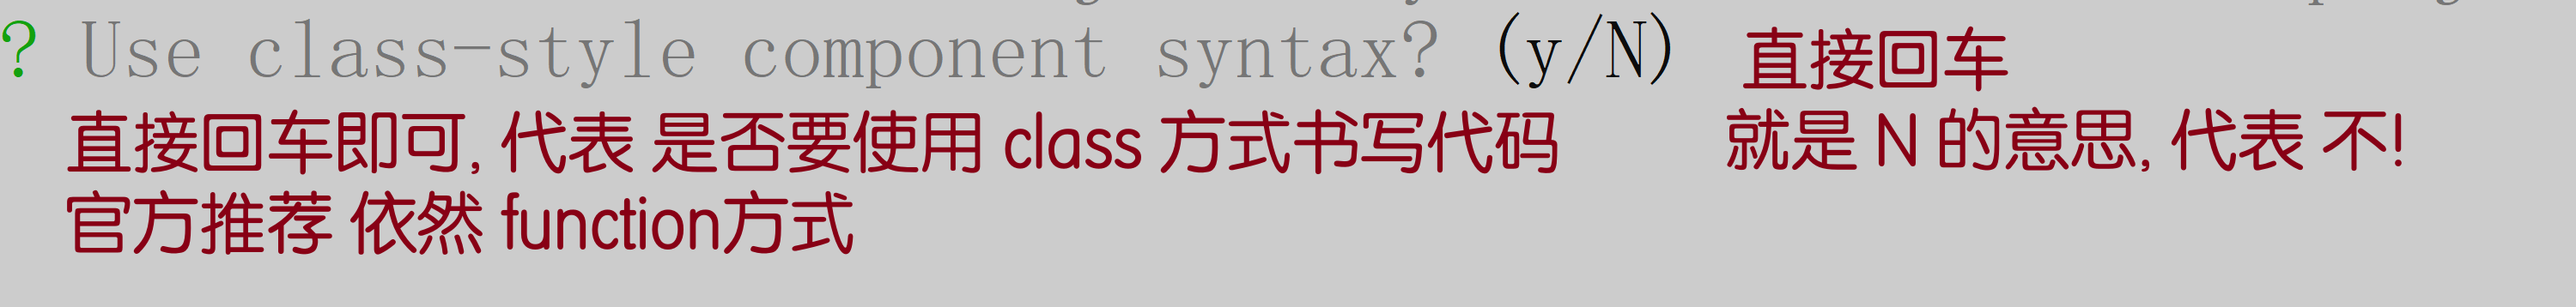 ? Use class-style component syntax? (y/N) 直接回车
直接回车即可, 代表 是否要使用 class 方式书写代码 就是 N 的意思, 代表 不!
官方推荐 依然 function方式